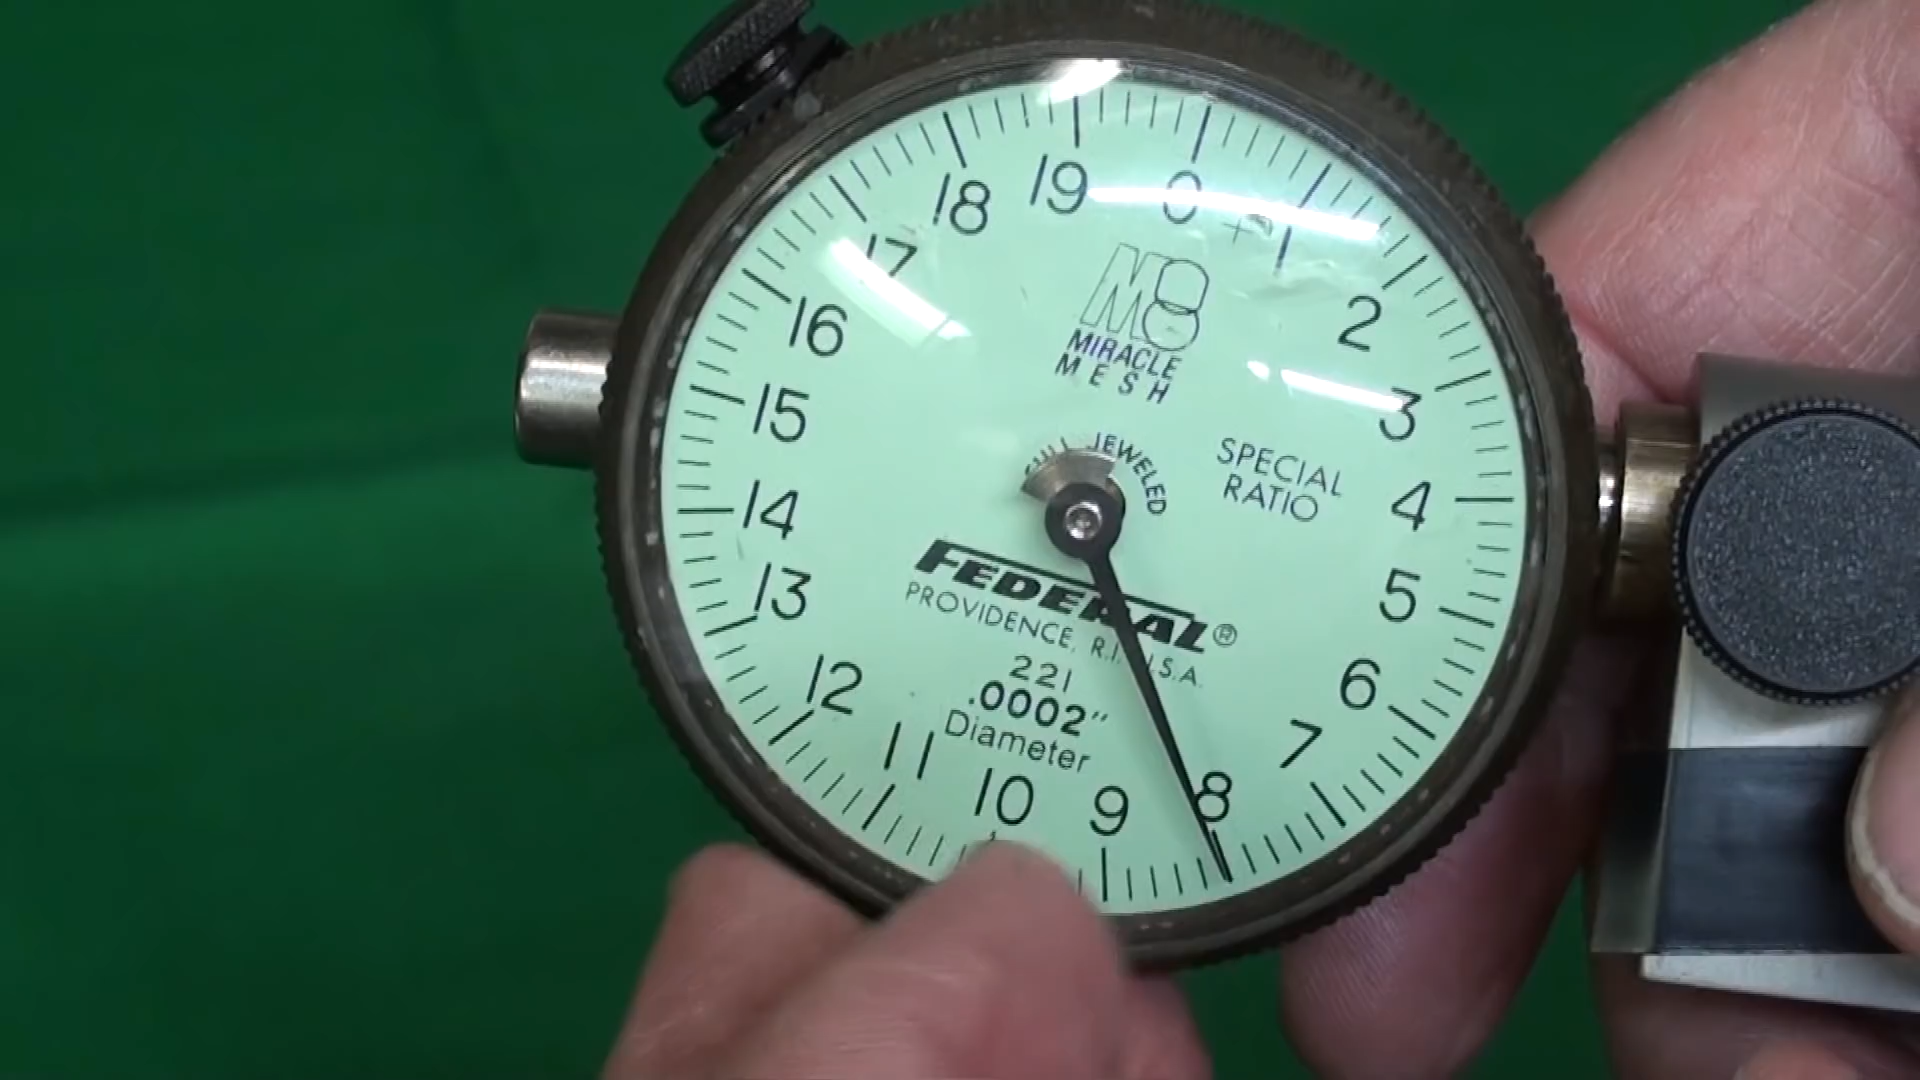 0
+
1
2
3
4
5
6
7
8
9
10
11
12
13
14
15
16
17
18
19
MIRACLE
MESH
JEWELED
SPECIAL
RATIO
FEDERAL®
PROVIDENCE, R.I.
221
.0002"
Diameter